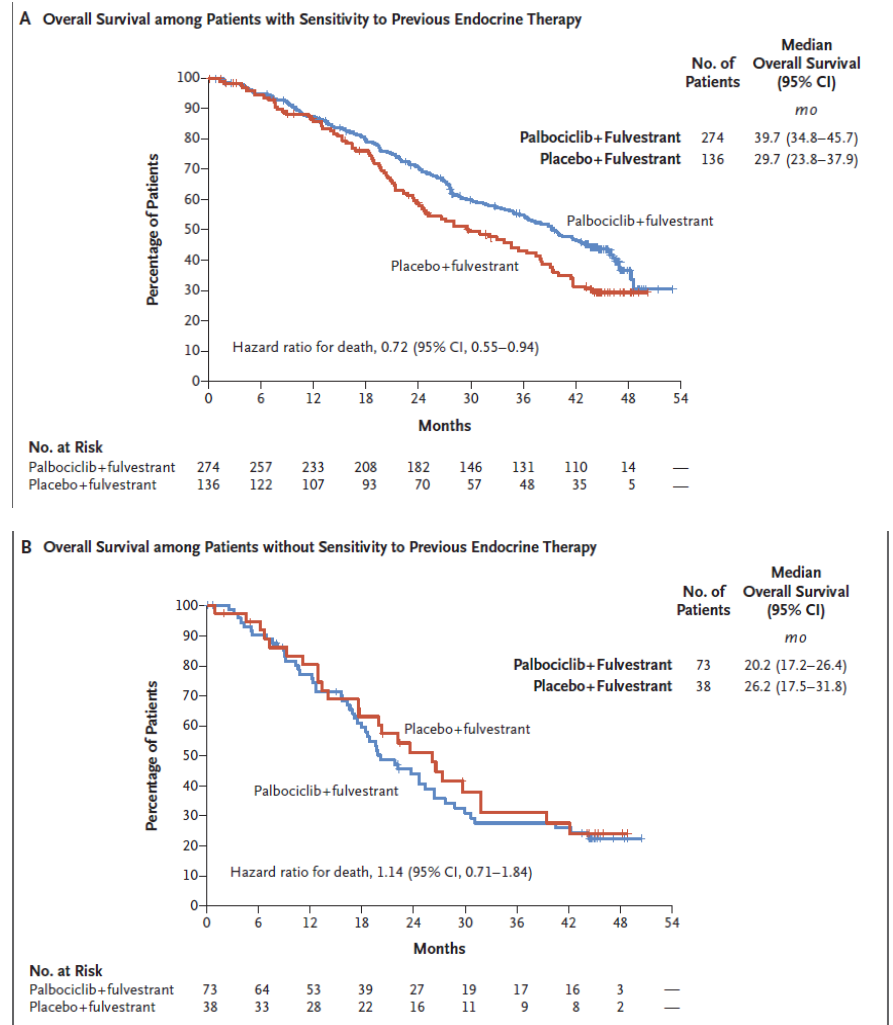 A Overall Survival among Patients with Sensitivity to Previous Endocrine Therapy
Median
No. of Overall Survival
Patients (95% CI)
mo
Palbociclib+Fulvestrant 274 39.7 (34.8–45.7)
Placebo+Fulvestrant 136 29.7 (23.8–37.9)
Percentage of Patients
100
90
80
70
60
50
40
30
20
10
0
Palbociclib+fulvestrant
Placebo+fulvestrant
Hazard ratio for death, 0.72 (95% CI, 0.55–0.94)
0 6 12 18 24 30 36 42 48 54
Months
No. at Risk
Palbociclib+fulvestrant 274 257 233 208 182 146 131 110 14 —
Placebo+fulvestrant 136 122 107 93 70 57 48 35 5 —
B Overall Survival among Patients without Sensitivity to Previous Endocrine Therapy
Median
No. of Overall Survival
Patients (95% CI)
mo
Palbociclib+Fulvestrant 73 20.2 (17.2–26.4)
Placebo+Fulvestrant 38 26.2 (17.5–31.8)
Percentage of Patients
100
90
80
70
60
50
40
30
20
10
0
Placebo+fulvestrant
Palbociclib+fulvestrant
Hazard ratio for death, 1.14 (95% CI, 0.71–1.84)
0 6 12 18 24 30 36 42 48 54
Months
No. at Risk
Palbociclib+fulvestrant 73 64 53 39 27 19 17 16 3 —
Placebo+fulvestrant 38 33 28 22 16 11 9 8 2 —